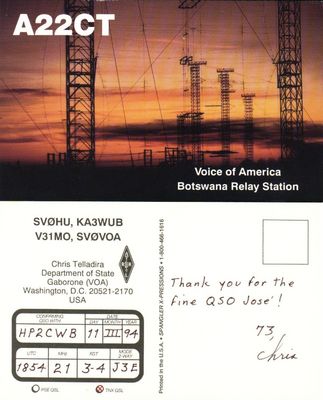 A22CT
Voice of America
Botswana Relay Station
SVØHU, KA3WUB
V31MO, SVØVOA
Chris Telladira
Department of State
Gaborone (VOA)
Washington, D.C. 20521-2170
USA
CONFIRMING QSO WITH
DATE
DAY MONTH YEAR
HP2CWB 11 III 94
UTC MHz RST MODE 2-WAY
1854 21 3-4 J3E
PSE QSL TNX QSL
Printed in the U.S.A. • SPANGLER X-PRESSIONS • 1-800-466-1616
Thank you for the
fine QSO José!
73,
Chris